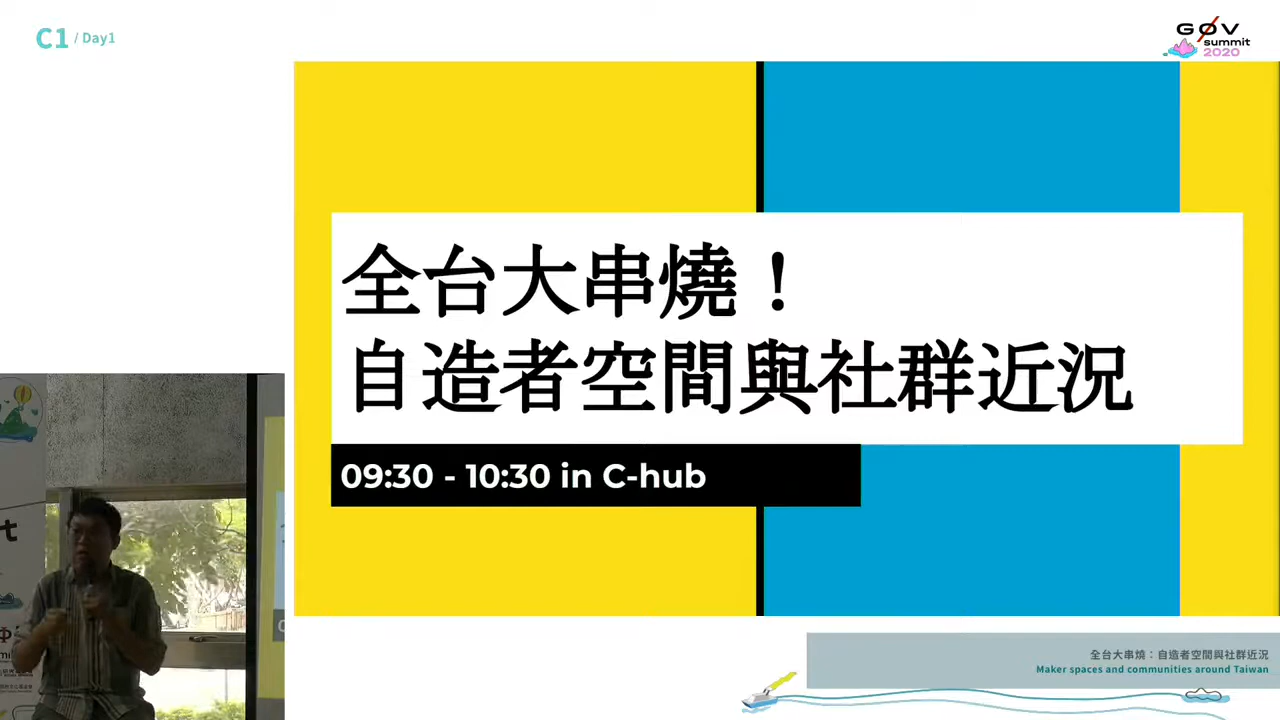 C1 / Day1
GØV
summit
2020
全台大串燒！
自造者空間與社群近況
09:30 - 10:30 in C-hub
全台大串燒：自造者空間與社群近況
Maker spaces and communities around Taiwan